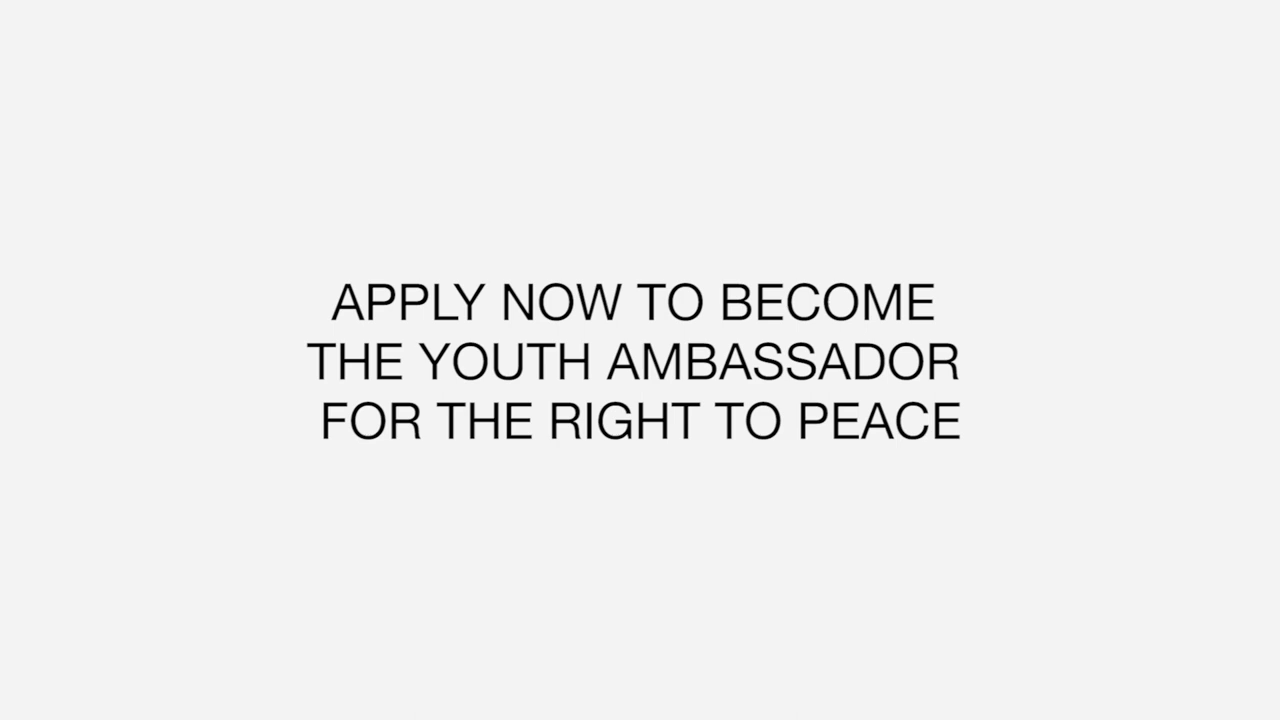 APPLY NOW TO BECOME
THE YOUTH AMBASSADOR
FOR THE RIGHT TO PEACE